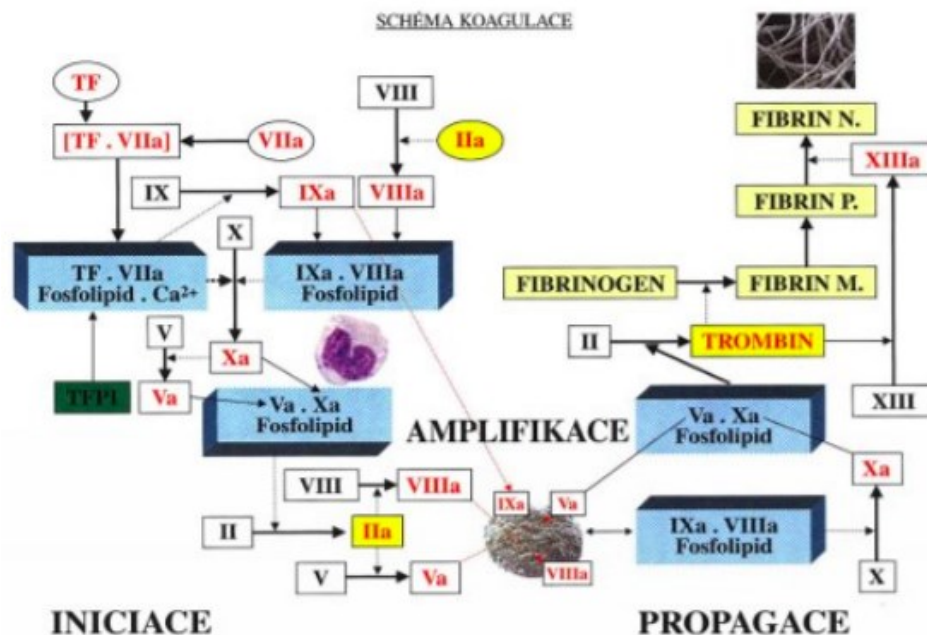 SCHÉMA KOAGULACE
TF
VIII
FIBRIN N.
[TF . VIIa]
VIIa
IIa
XIIIa
IX
IXa
VIIIa
FIBRIN P.
X
TF . VIIa
Fosfolipid . Ca²⁺
IXa . VIIIa
Fosfolipid
FIBRINOGEN
FIBRIN M.
V
Xa
II
TROMBIN
TFPI
Va
Va . Xa
Fosfolipid
AMPLIFIKACE
Va . Xa
Fosfolipid
XIII
VIII
VIIIa
IXa
Va
Xa
II
IIa
IXa . VIIIa
Fosfolipid
V
Va
VIIIa
X
INICIACE
PROPAGACE